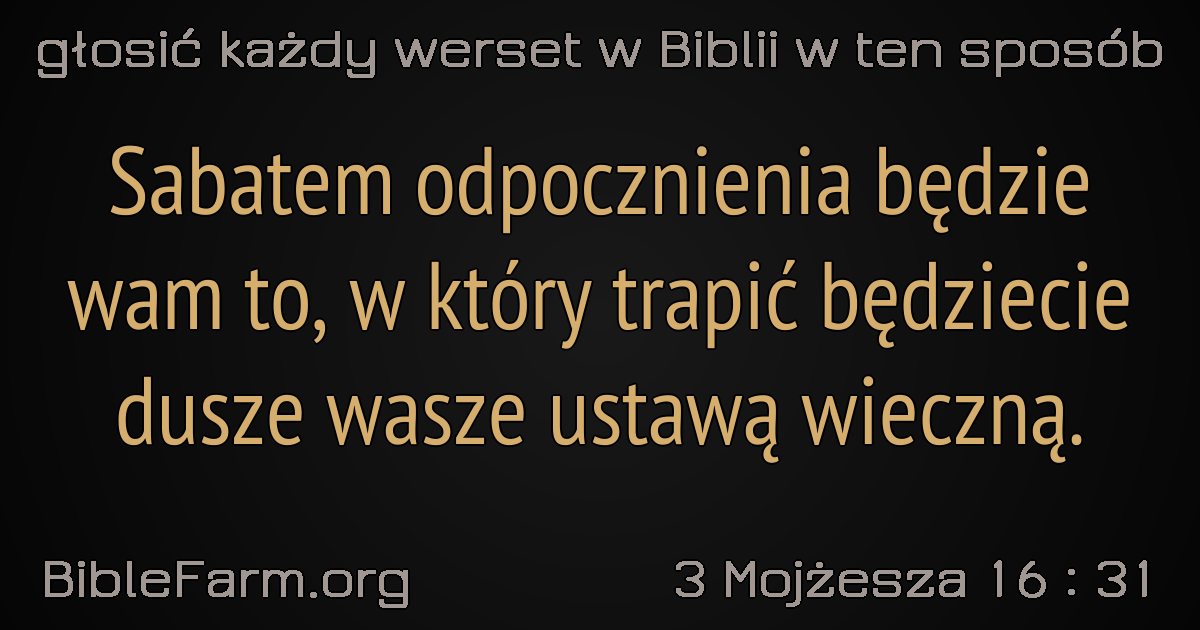 głosić każdy werset w Biblii w ten sposób
Sabatem odpocznienia będzie
wam to, w który trapić będziecie
dusze wasze ustawą wieczną.
BibleFarm.org
3 Mojżesza 16 : 31